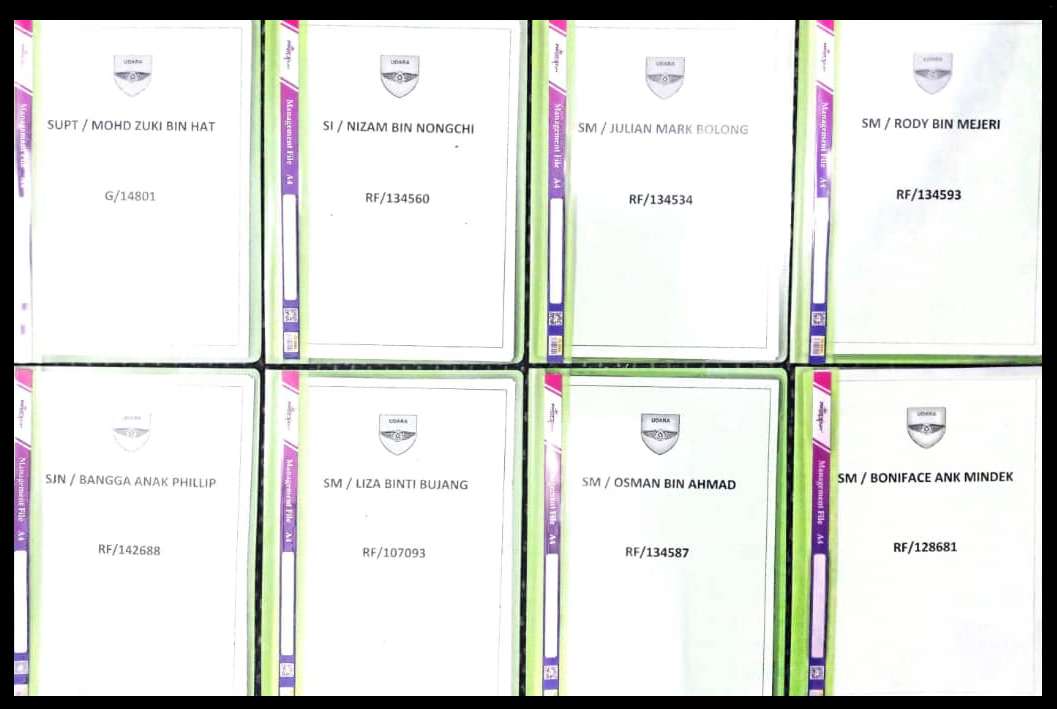 UDARA
SUPT / MOHD ZUKI BIN HAT
G/14801
Management File A4
UDARA
SI / NIZAM BIN NONGCHI
RF/134560
Management File A4
UDARA
SM / JULIAN MARK BOLONG
RF/134534
Management File A4
UDARA
SM / RODY BIN MEJERI
RF/134593
Management File A4
UDARA
SJN / BANGGA ANAK PHILLIP
RF/142688
Management File A4
UDARA
SM / LIZA BINTI BUJANG
RF/107093
Management File A4
UDARA
SM / OSMAN BIN AHMAD
RF/134587
Management File A4
UDARA
SM / BONIFACE ANK MINDEK
RF/128681
Management File A4